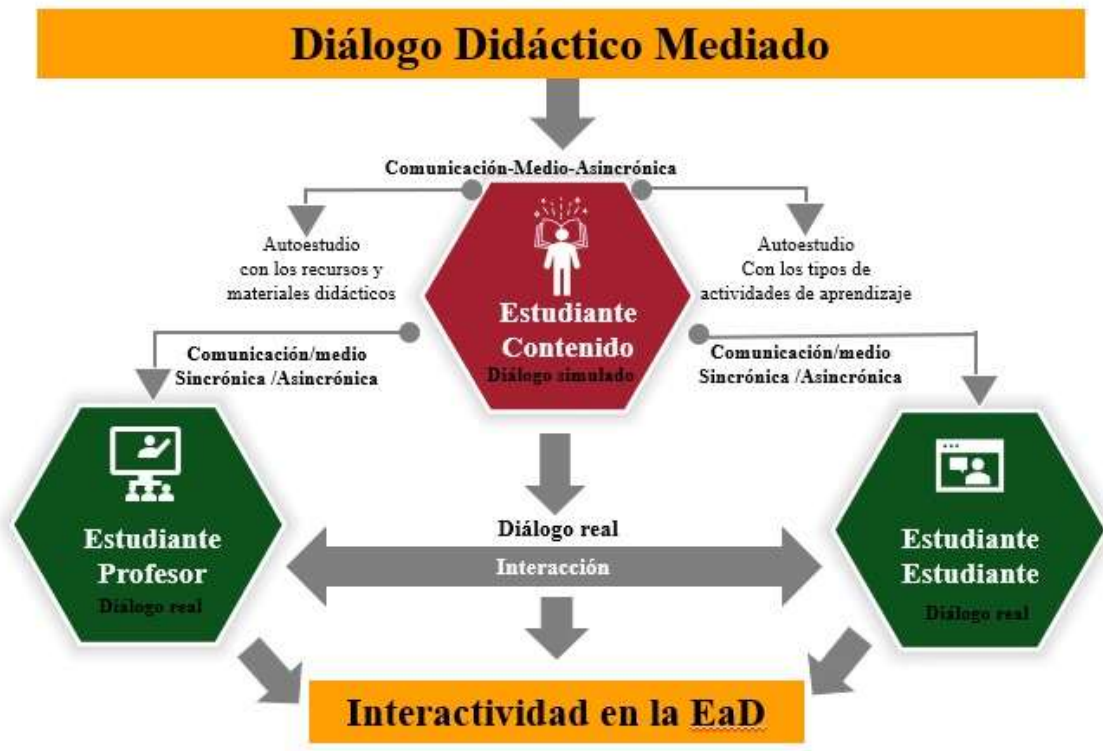 Diálogo Didáctico Mediado
Comunicación-Medio-Asincrónica
Autoestudio
con los recursos y
materiales didácticos
Autoestudio
Con los tipos de
actividades de aprendizaje
Estudiante
Contenido
Diálogo simulado
Comunicación/medio
Sincrónica /Asincrónica
Comunicación/medio
Sincrónica /Asincrónica
Estudiante
Profesor
Diálogo real
Diálogo real
Interacción
Estudiante
Estudiante
Diálogo real
Interactividad en la EaD